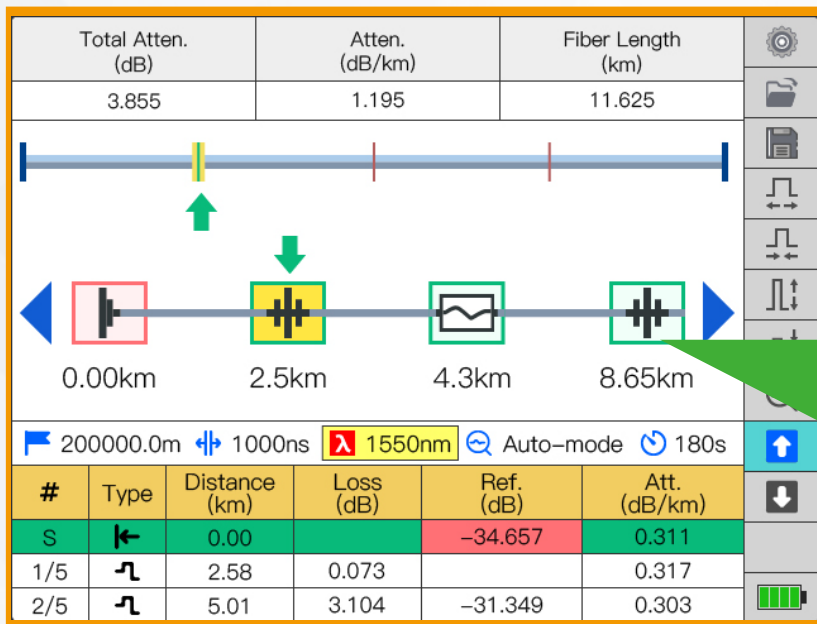 Total Atten. (dB) Atten. (dB/km) Fiber Length (km)
3.855 1.195 11.625
0.00km 2.5km 4.3km 8.65km
200000.0m 1000ns λ 1550nm Auto-mode 180s
# Type Distance (km) Loss (dB) Ref. (dB) Att. (dB/km)
S 0.00 -34.657 0.311
1/5 2.58 0.073 0.317
2/5 5.01 3.104 -31.349 0.303